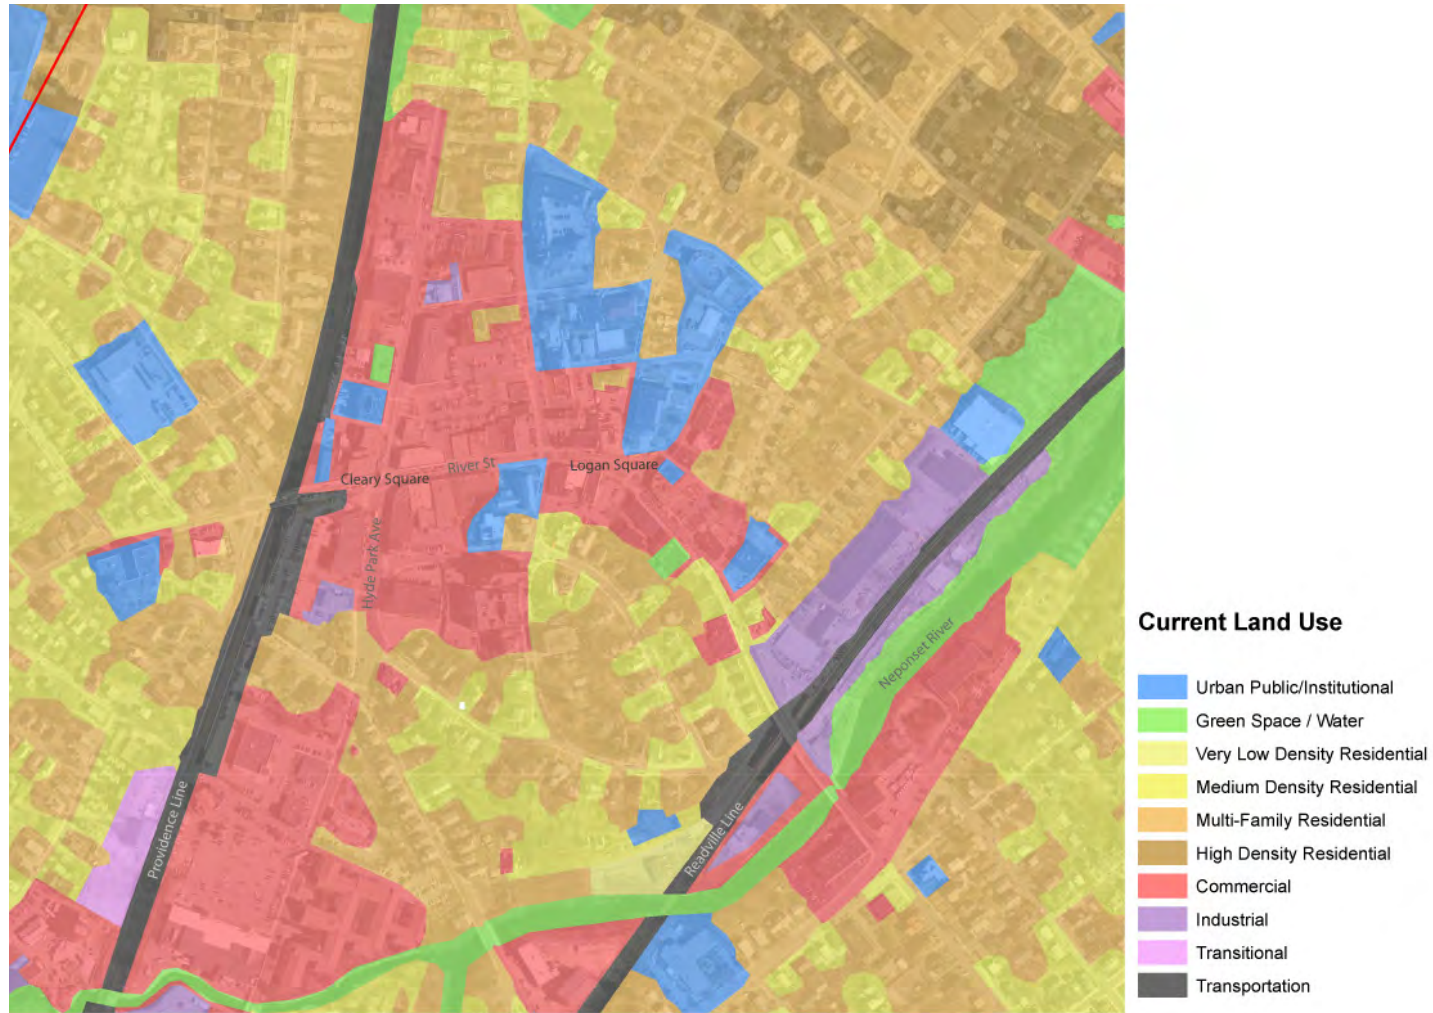 River St
Logan Square
Cleary Square
Hyde Park Ave
Neponset River
Providence Line
Readville Line
Current Land Use
Urban Public/Institutional
Green Space / Water
Very Low Density Residential
Medium Density Residential
Multi-Family Residential
High Density Residential
Commercial
Industrial
Transitional
Transportation